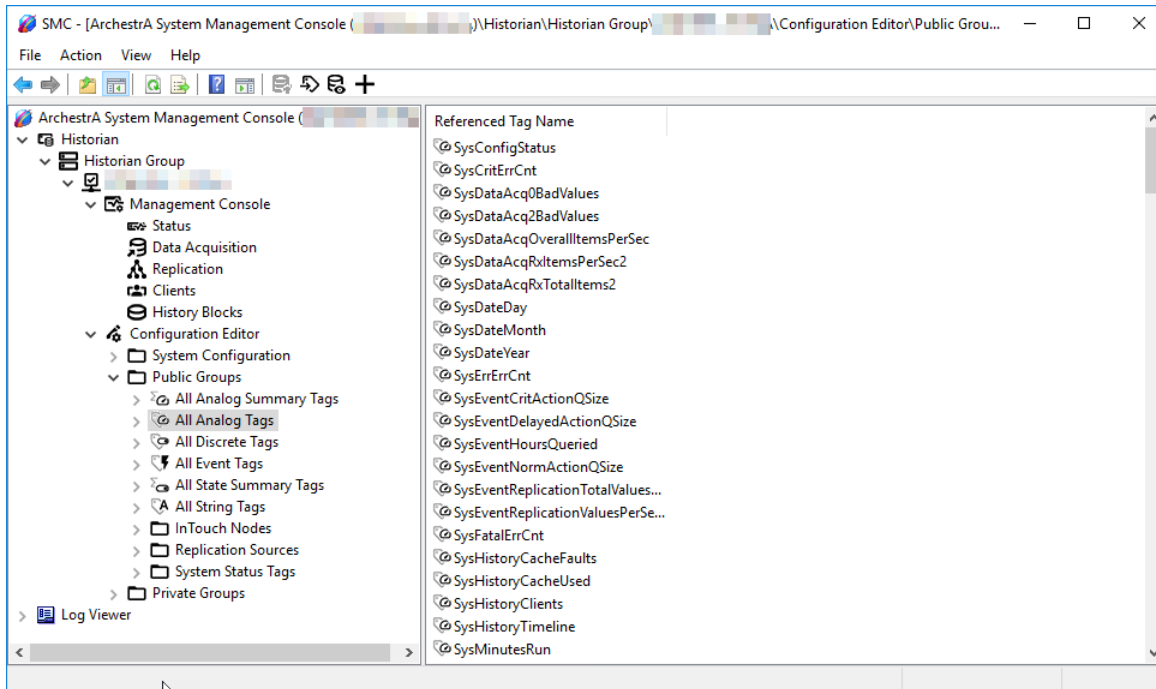 SMC - [ArchestrA System Management Console (
)\Historian\Historian Group\
\Configuration Editor\Public Grou...
File Action View Help
ArchestrA System Management Console (
Historian
Historian Group
Management Console
Status
Data Acquisition
Replication
Clients
History Blocks
Configuration Editor
System Configuration
Public Groups
All Analog Summary Tags
All Analog Tags
All Discrete Tags
All Event Tags
All State Summary Tags
All String Tags
InTouch Nodes
Replication Sources
System Status Tags
Private Groups
Log Viewer
Referenced Tag Name
SysConfigStatus
SysCritErrCnt
SysDataAcq0BadValues
SysDataAcq2BadValues
SysDataAcqOverallItemsPerSec
SysDataAcqRxItemsPerSec2
SysDataAcqRxTotalItems2
SysDateDay
SysDateMonth
SysDateYear
SysErrErrCnt
SysEventCritActionQSize
SysEventDelayedActionQSize
SysEventHoursQueried
SysEventNormActionQSize
SysEventReplicationTotalValues...
SysEventReplicationValuesPerSe...
SysFatalErrCnt
SysHistoryCacheFaults
SysHistoryCacheUsed
SysHistoryClients
SysHistoryTimeline
SysMinutesRun